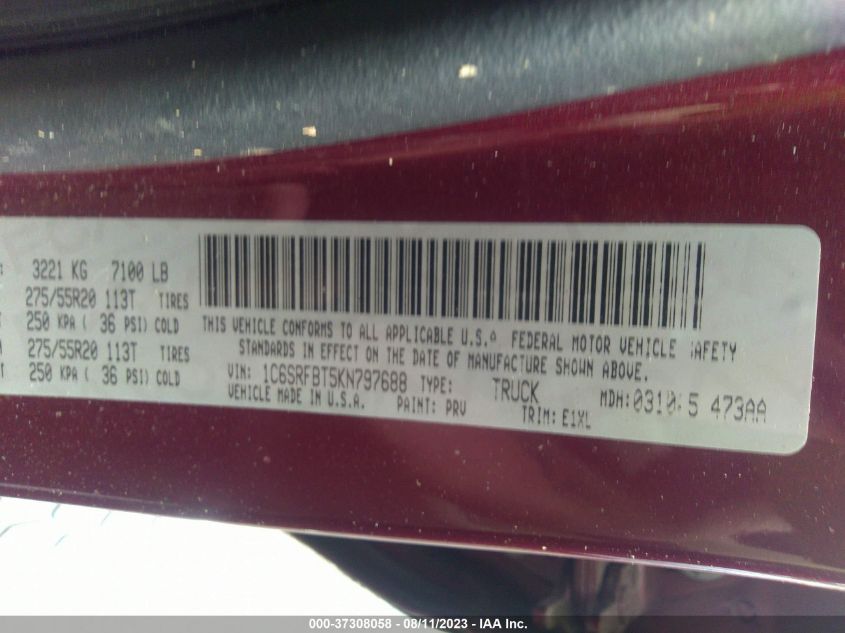 3221 KG 7100 LB
275/55R20 113T TIRES
250 KPA ( 36 PSI) COLD
275/55R20 113T TIRES
250 KPA ( 36 PSI) COLD
THIS VEHICLE CONFORMS TO ALL APPLICABLE U.S.A. FEDERAL MOTOR VEHICLE AFETY
STANDARDS IN EFFECT ON THE DATE OF MANUFACTURE SHOWN ABOVE.
VIN: 1C6SRFBT5KN797688 TYPE: TRUCK
VEHICLE MADE IN U.S.A. PAINT: PRV TRIM: E1XL MDH: 473AA
000-37308058 - 08/11/2023 - IAA Inc.